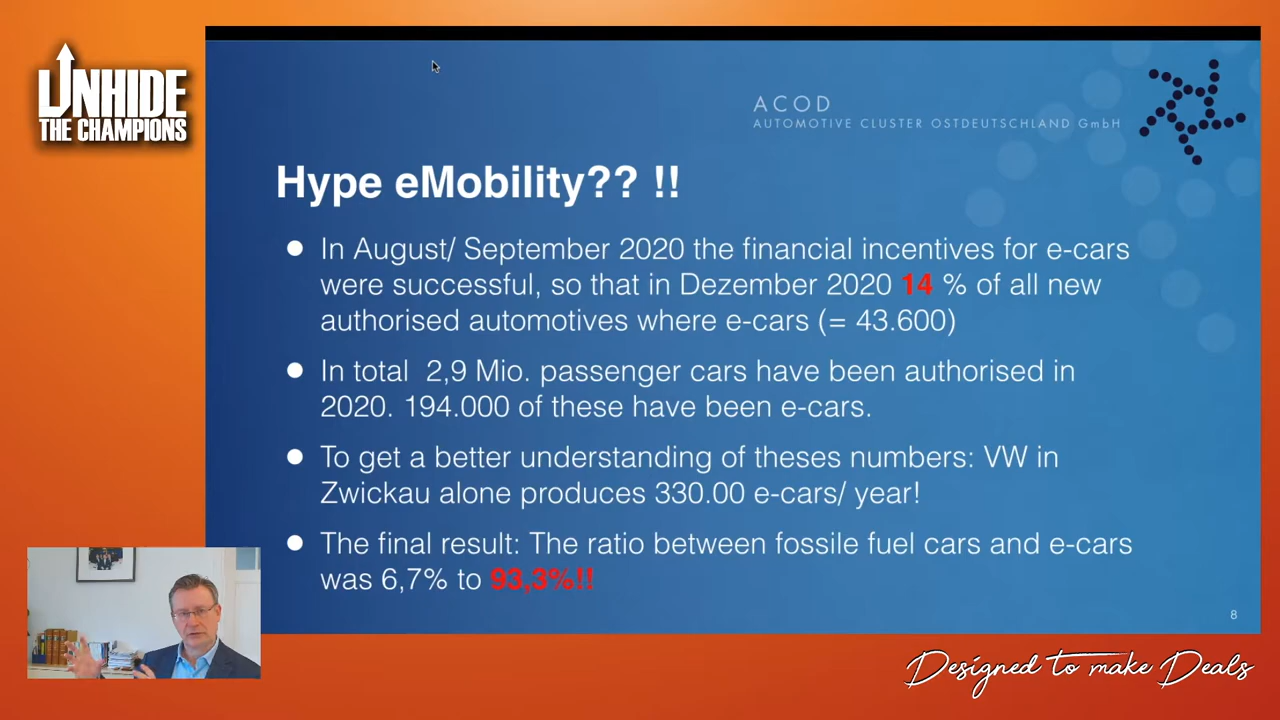 UNHIDE
THE CHAMPIONS
ACOD
AUTOMOTIVE CLUSTER OSTDEUTSCHLAND GmbH
Hype eMobility?? !!
In August/ September 2020 the financial incentives for e-cars
were successful, so that in Dezember 2020 14 % of all new
authorised automotives where e-cars (= 43.600)
In total 2,9 Mio. passenger cars have been authorised in
2020. 194.000 of these have been e-cars.
To get a better understanding of theses numbers: VW in
Zwickau alone produces 330.00 e-cars/ year!
The final result: The ratio between fossile fuel cars and e-cars
was 6,7% to 93,3%!!
8
Designed to make Deals